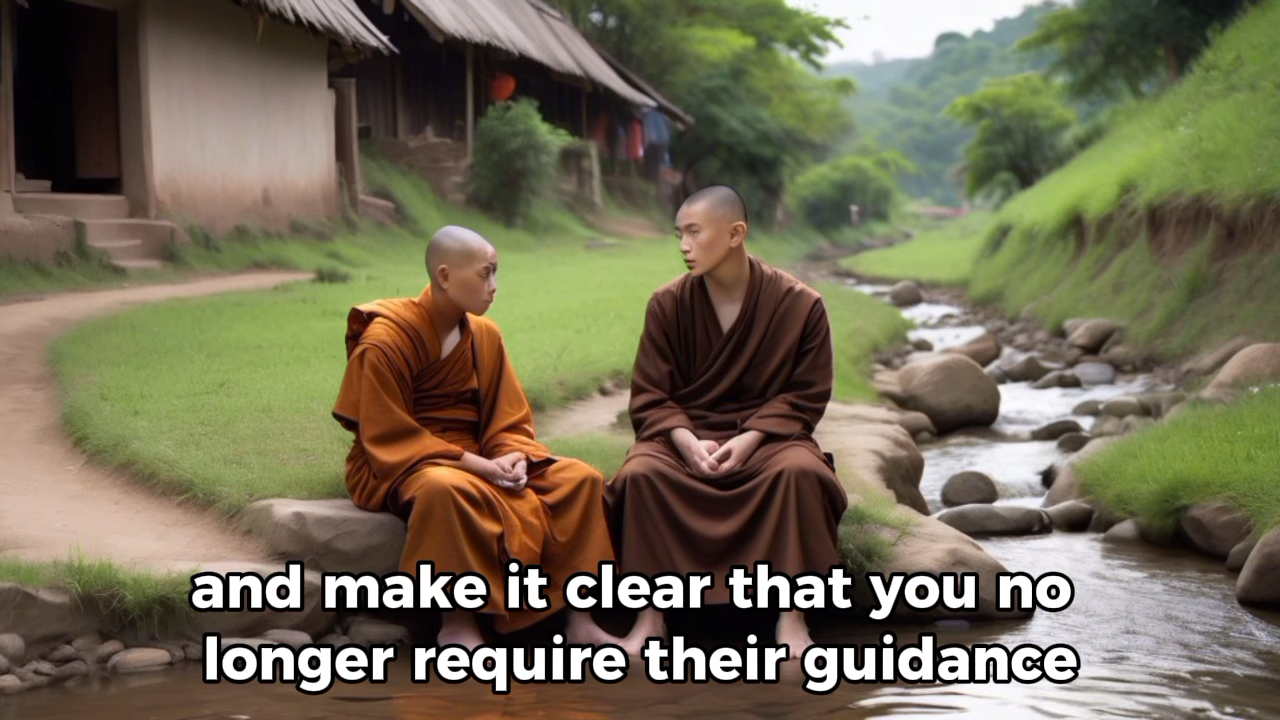 and make it clear that you no
longer require their guidance